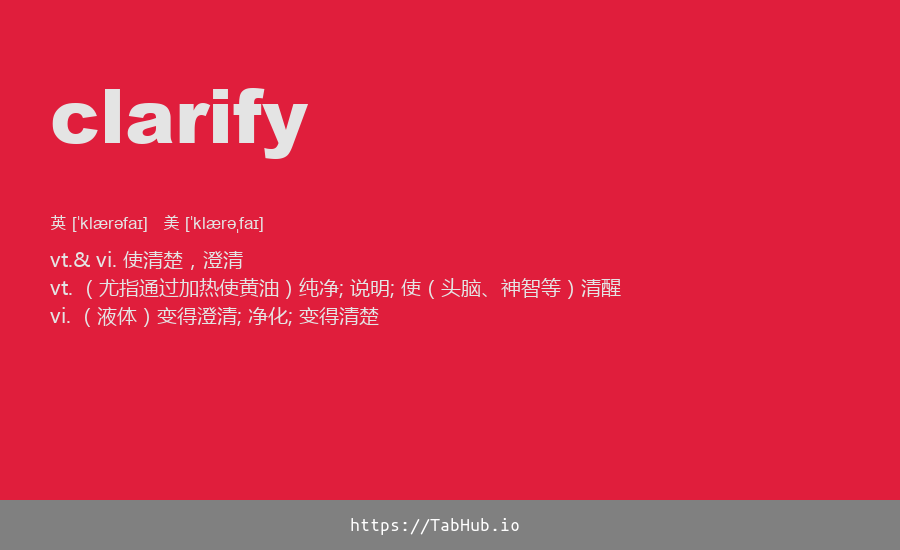 clarify
英 [ˈklærəfaɪ] 美 [ˈklærəˌfaɪ]
vt.& vi. 使清楚，澄清
vt. （尤指通过加热使黄油）纯净; 说明; 使（头脑、神智等）清醒
vi. （液体）变得澄清; 净化; 变得清楚
https://TabHub.io